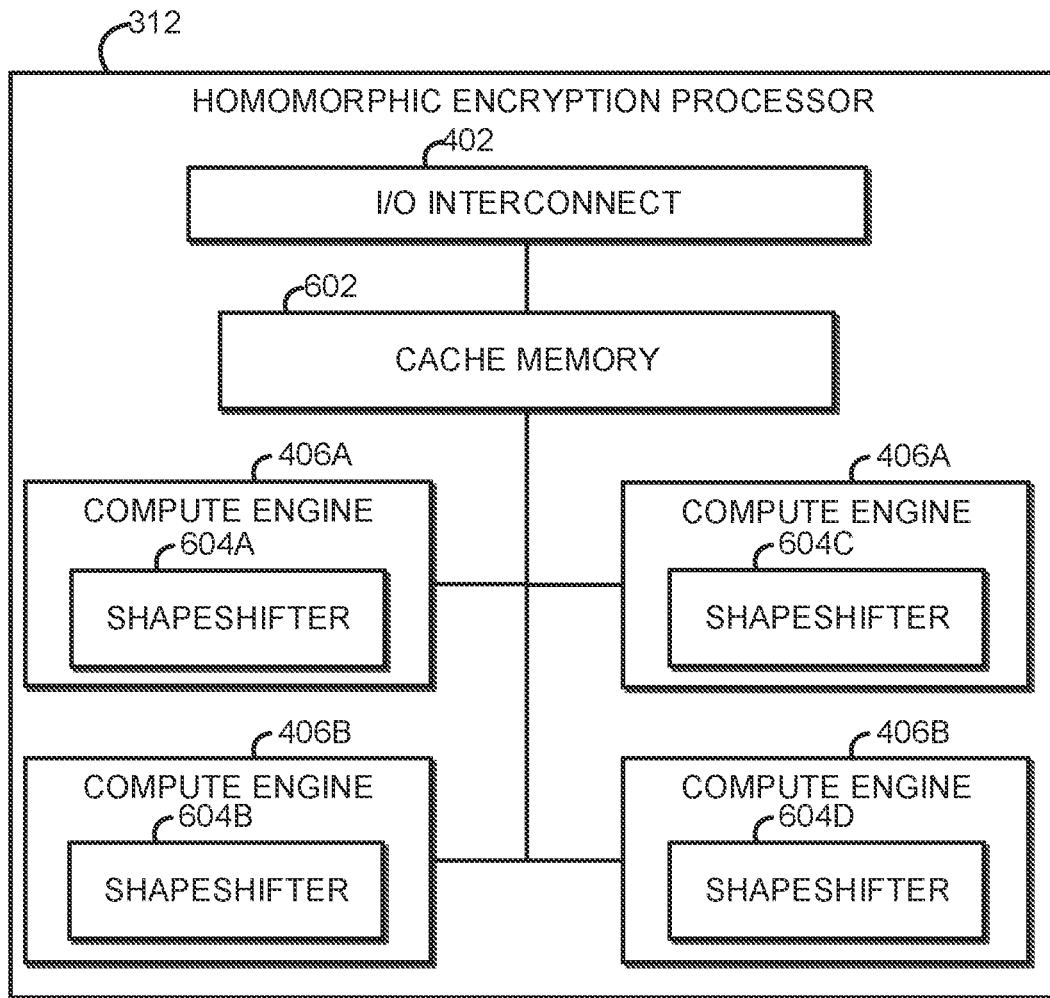 312
HOMOMORPHIC ENCRYPTION PROCESSOR
402
I/O INTERCONNECT
602
CACHE MEMORY
406A
COMPUTE ENGINE
604A
SHAPESHIFTER
406A
COMPUTE ENGINE
604C
SHAPESHIFTER
406B
COMPUTE ENGINE
604B
SHAPESHIFTER
406B
COMPUTE ENGINE
604D
SHAPESHIFTER